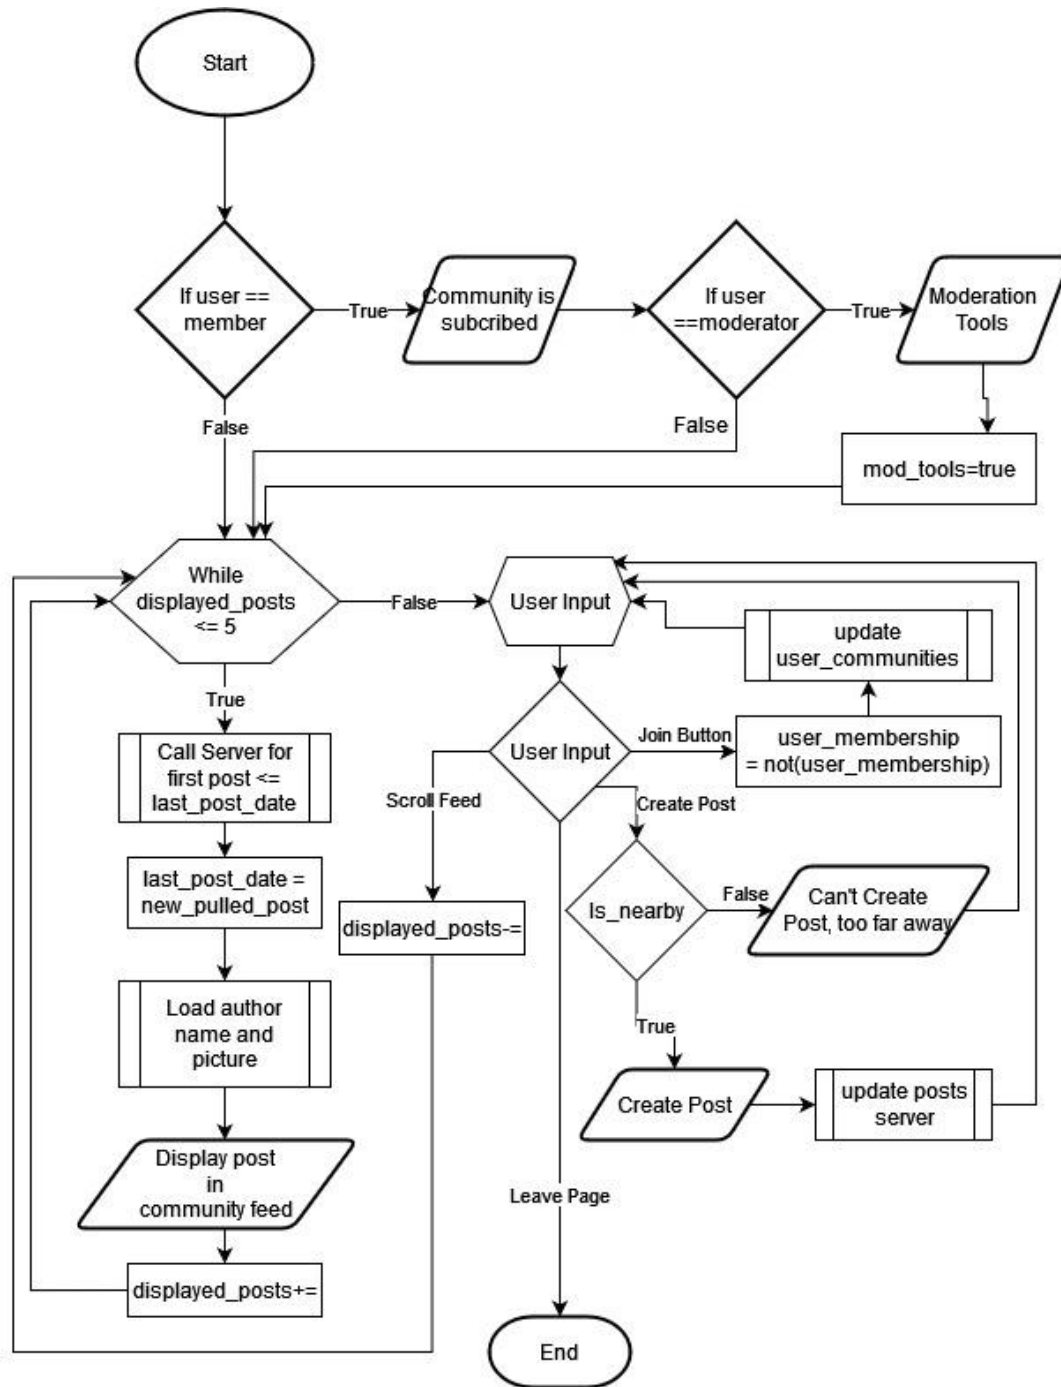 Start
If user ==
member
True
Community is
subcribed
If user
==moderator
True
Moderation
Tools
False
False
mod_tools=true
While
displayed_posts
<= 5
False
User Input
update
user_communities
True
Call Server for
first post <=
last_post_date
User Input
Join Button
user_membership
= not(user_membership)
Scroll Feed
Create Post
last_post_date =
new_pulled_post
displayed_posts-=
Is_nearby
False
Can't Create
Post, too far away
Load author
name and
picture
True
Create Post
update posts
server
Display post
in
community feed
Leave Page
displayed_posts+=
End